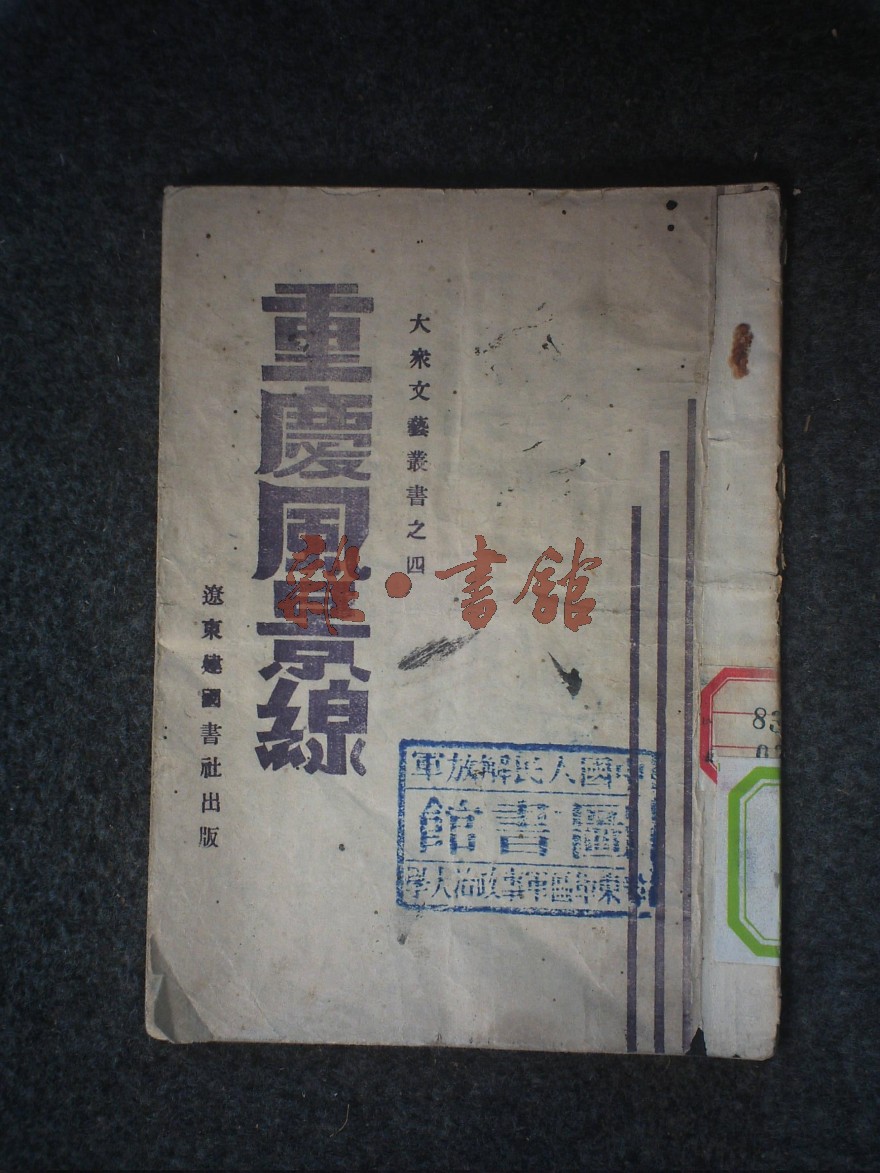 大衆文藝叢書之四
重慶風景線
遼東建國書社出版
龍·書館
中國人民解放軍
圖書館
東軍區軍事政治大學
83